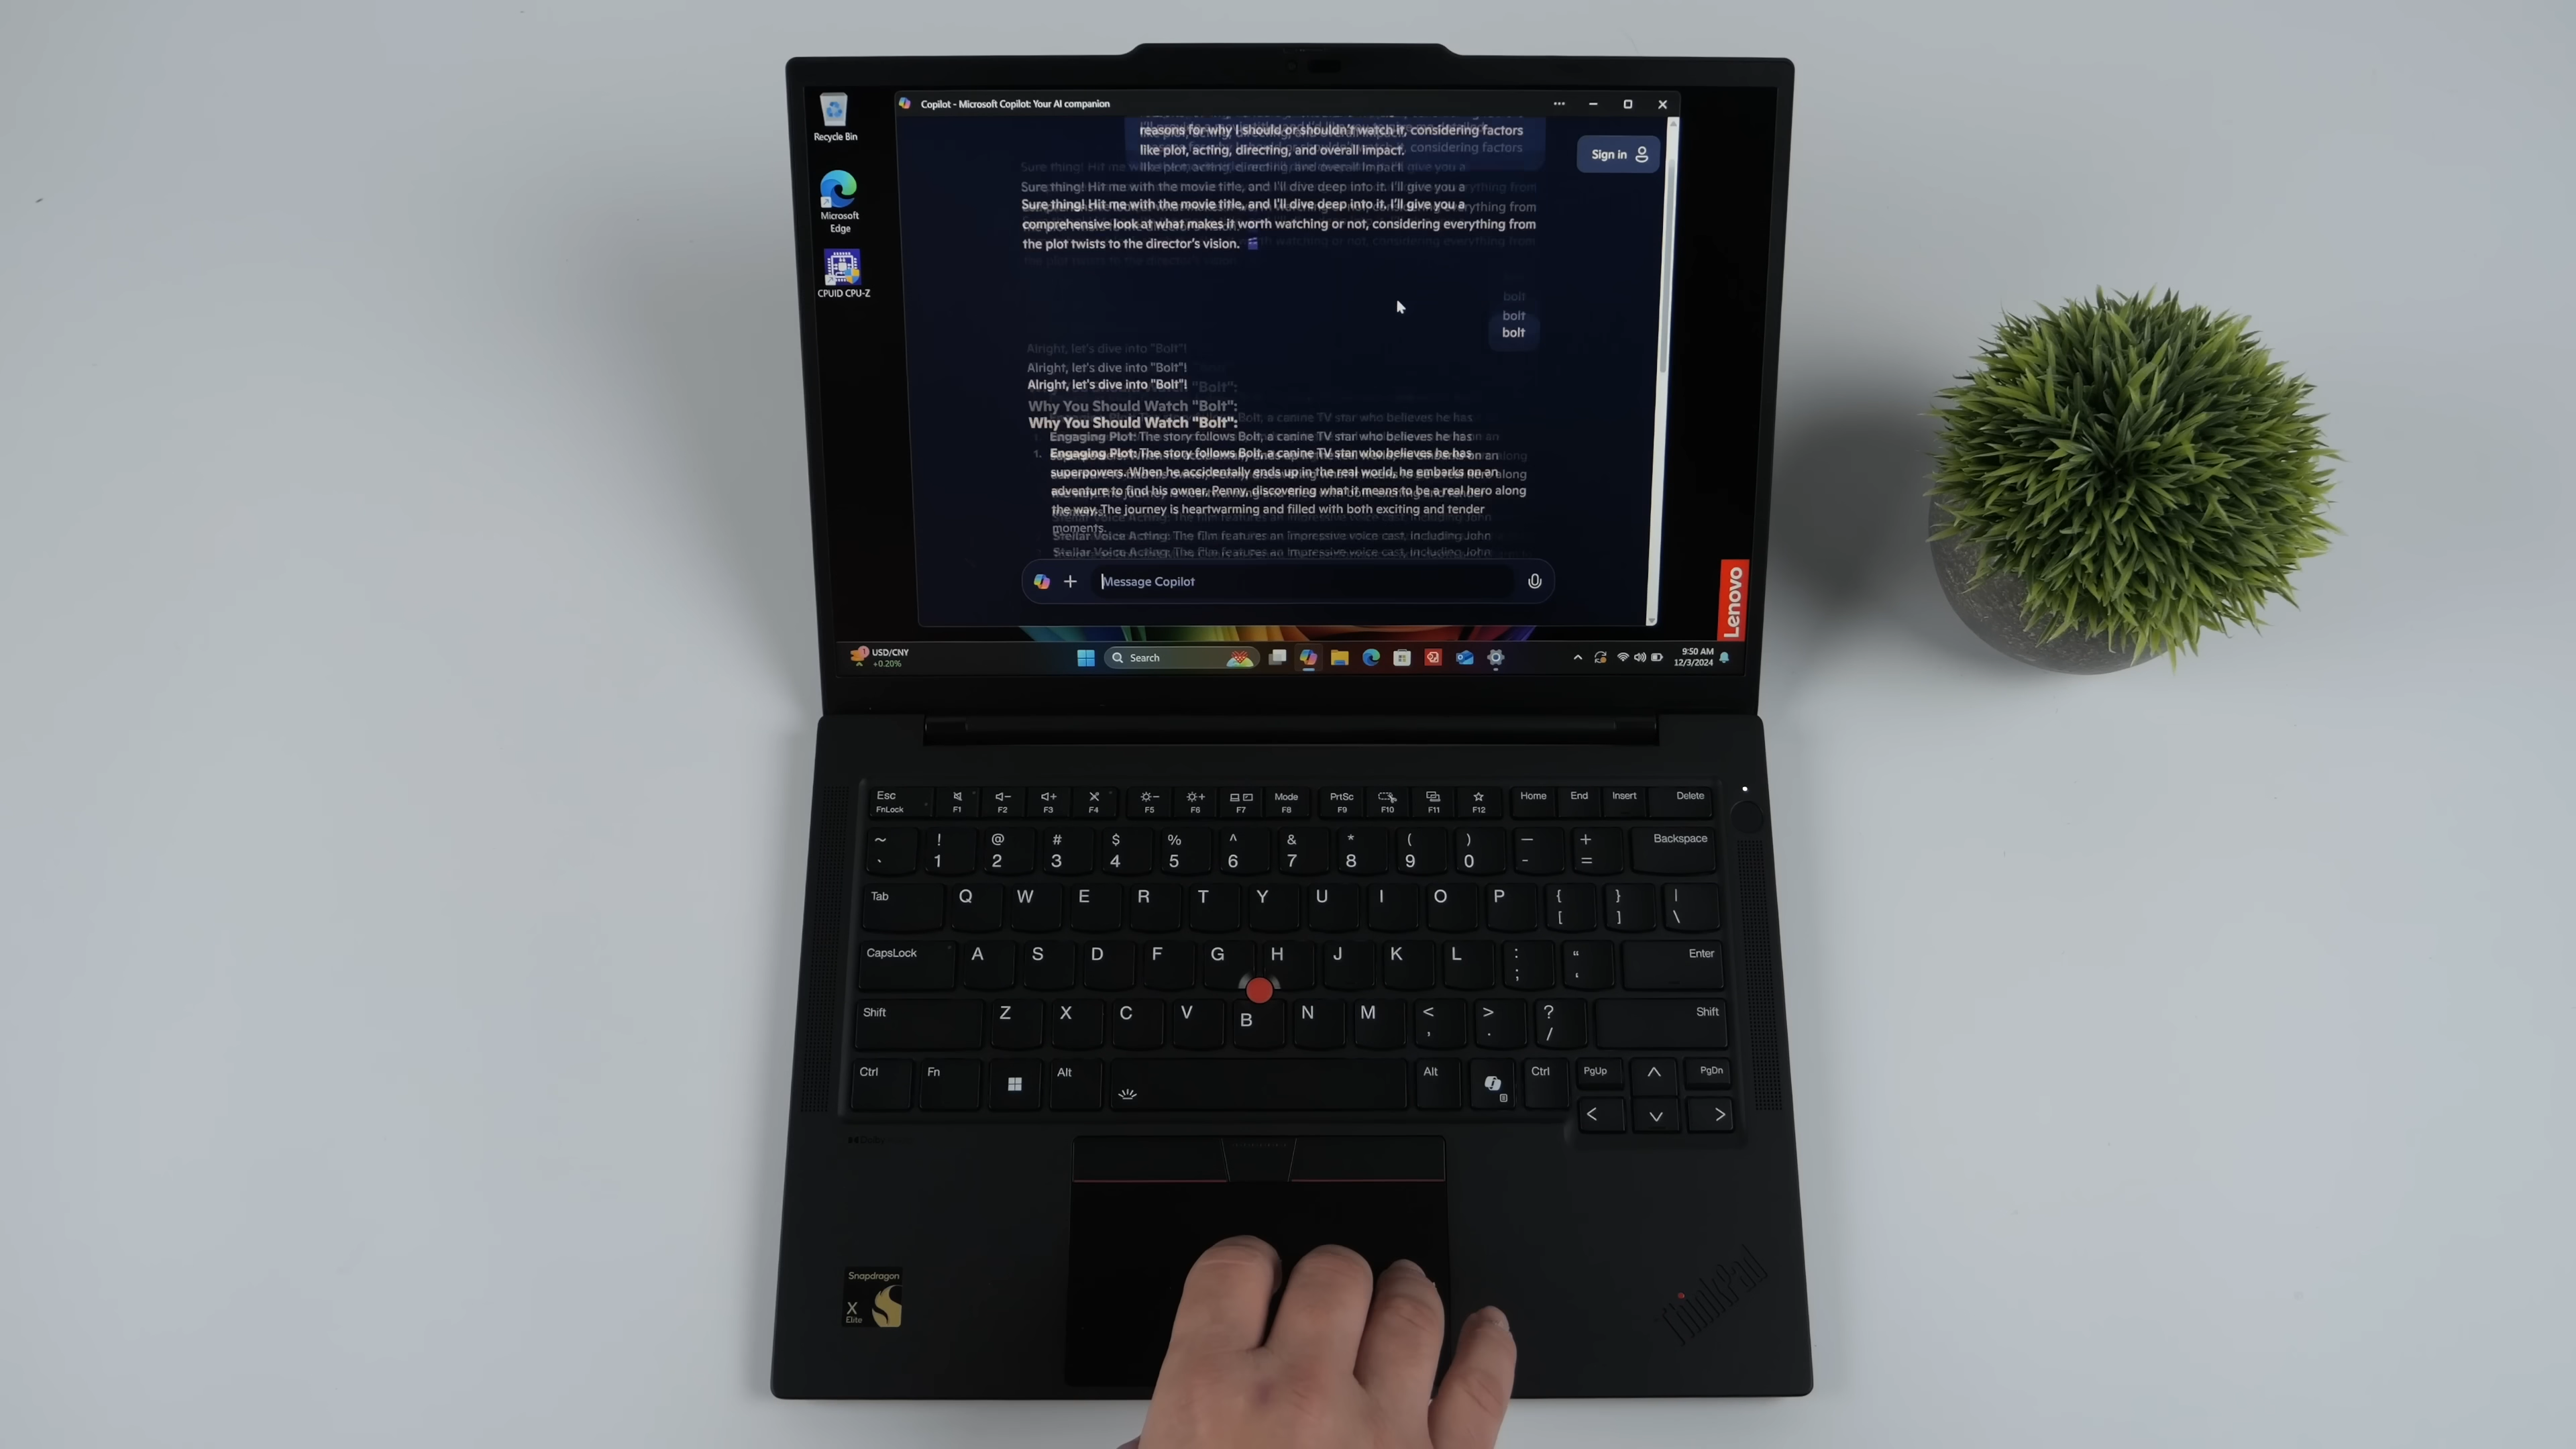 Recycle Bin
Microsoft
Edge
CPUID CPU-Z
Copilot - Microsoft Copilot: Your AI companion
Sign in
reasons for why I should or shouldn't watch it, considering factors
like plot, acting, directing, and overall impact.
Sure thing! Hit me with the movie title, and I'll dive deep into it. I'll give you a
comprehensive look at what makes it worth watching or not, considering everything from
the plot twists to the director's vision.
bolt
Alright, let's dive into "Bolt"!
Why You Should Watch "Bolt":
1. Engaging Plot: The story follows Bolt, a canine TV star who believes he has
superpowers. When he accidentally ends up in the real world, he embarks on an
adventure to find his owner, Penny, discovering what it means to be a real hero along
the way. The journey is heartwarming and filled with both exciting and tender
moments.
Stellar Voice Acting: The film features an impressive voice cast, including John
Message Copilot
Lenovo
1
USD/CNY
+0.20%
Search
9:50 AM
12/3/2024
Esc
FnLock
F1
F2
F3
F4
F5
F6
F7
Mode
F8
PrtSc
F9
F10
F11
F12
Home
End
Insert
Delete
~ ! @ # $ % ^ & * ( ) — + Backspace
` 1 2 3 4 5 6 7 8 9 0 - =
Tab Q W E R T Y U I O P { } |
[ ] \
CapsLock A S D F G H J K L : “ Enter
; ‘
Shift Z X C V B N M < > ? Shift
, . /
Ctrl Fn Alt Alt Ctrl PgUp PgDn
Snapdragon
X
Elite
ThinkPad